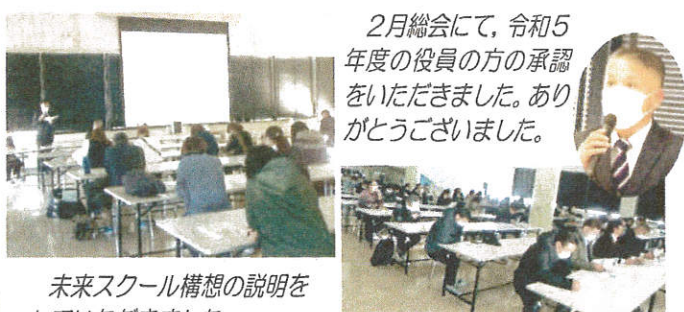 2月総会にて，令和5
年度の役員の方の承認
をいただきました。あり
がとうございました。
未来スクール構想の説明を